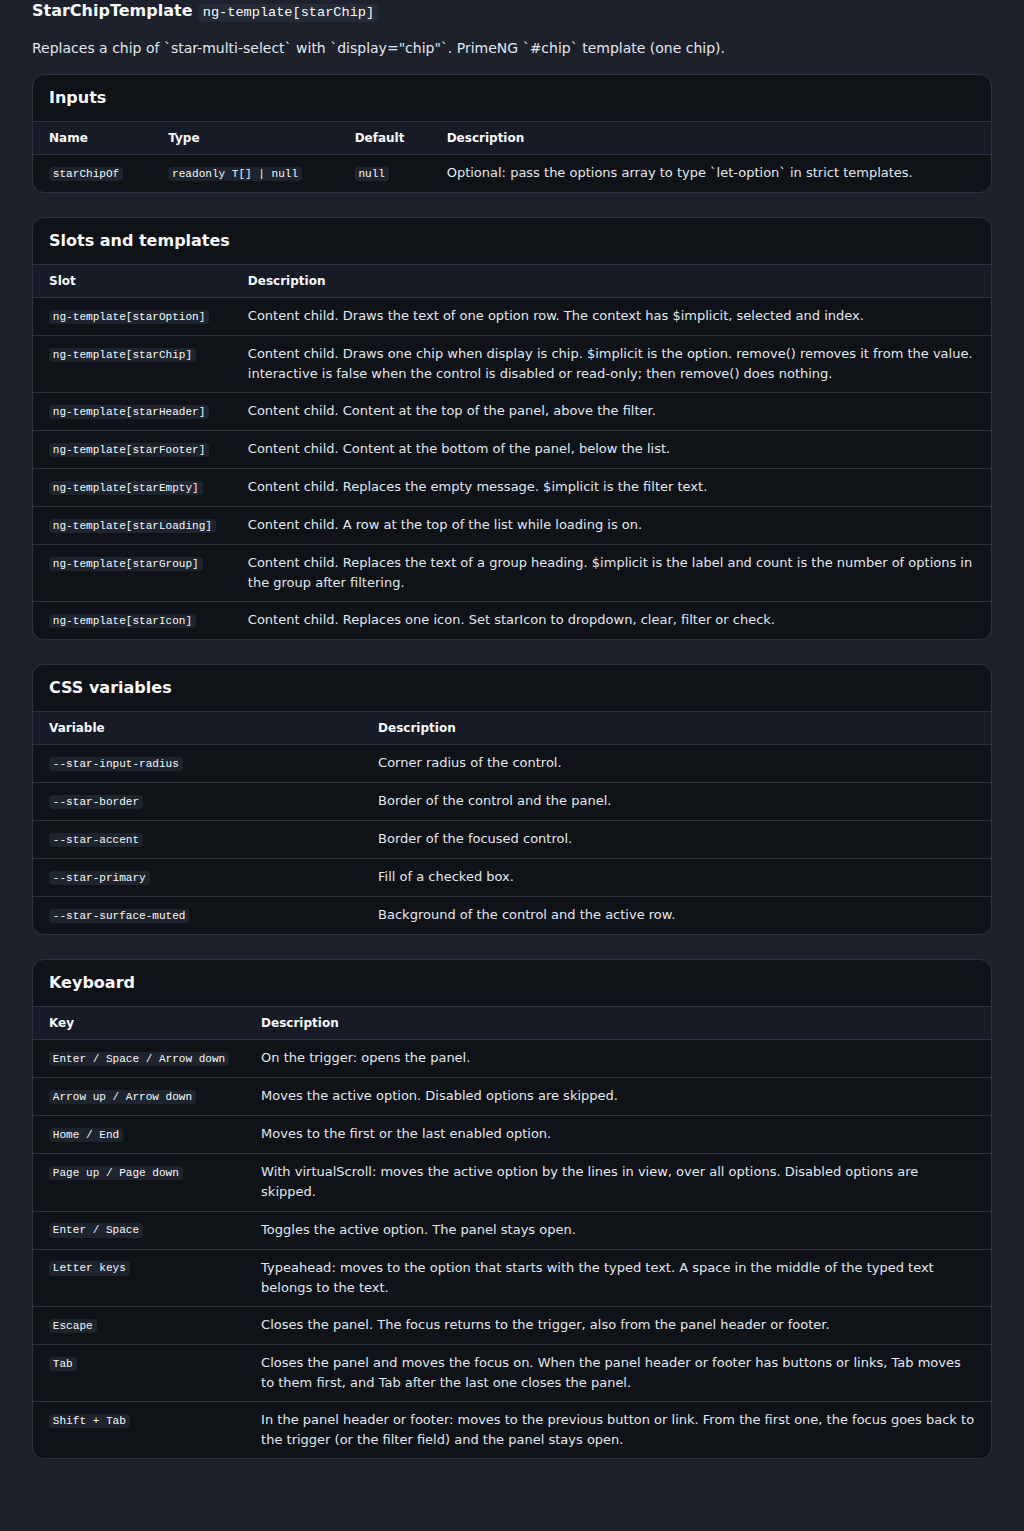 StarChipTemplate ng-template[starChip]
Replaces a chip of `star-multi-select` with `display="chip"`. PrimeNG `#chip` template (one chip).
Inputs
Name Type Default Description
starChipOf readonly T[] | null null Optional: pass the options array to type `let-option` in strict templates.
Slots and templates
Slot Description
ng-template[starOption] Content child. Draws the text of one option row. The context has $implicit, selected and index.
ng-template[starChip] Content child. Draws one chip when display is chip. $implicit is the option. remove() removes it from the value.
interactive is false when the control is disabled or read-only; then remove() does nothing.
ng-template[starHeader] Content child. Content at the top of the panel, above the filter.
ng-template[starFooter] Content child. Content at the bottom of the panel, below the list.
ng-template[starEmpty] Content child. Replaces the empty message. $implicit is the filter text.
ng-template[starLoading] Content child. A row at the top of the list while loading is on.
ng-template[starGroup] Content child. Replaces the text of a group heading. $implicit is the label and count is the number of options in
the group after filtering.
ng-template[starIcon] Content child. Replaces one icon. Set starIcon to dropdown, clear, filter or check.
CSS variables
Variable Description
--star-input-radius Corner radius of the control.
--star-border Border of the control and the panel.
--star-accent Border of the focused control.
--star-primary Fill of a checked box.
--star-surface-muted Background of the control and the active row.
Keyboard
Key Description
Enter / Space / Arrow down On the trigger: opens the panel.
Arrow up / Arrow down Moves the active option. Disabled options are skipped.
Home / End Moves to the first or the last enabled option.
Page up / Page down With virtualScroll: moves the active option by the lines in view, over all options. Disabled options are
skipped.
Enter / Space Toggles the active option. The panel stays open.
Letter keys Typeahead: moves to the option that starts with the typed text. A space in the middle of the typed text
belongs to the text.
Escape Closes the panel. The focus returns to the trigger, also from the panel header or footer.
Tab Closes the panel and moves the focus on. When the panel header or footer has buttons or links, Tab moves
to them first, and Tab after the last one closes the panel.
Shift + Tab In the panel header or footer: moves to the previous button or link. From the first one, the focus goes back to
the trigger (or the filter field) and the panel stays open.